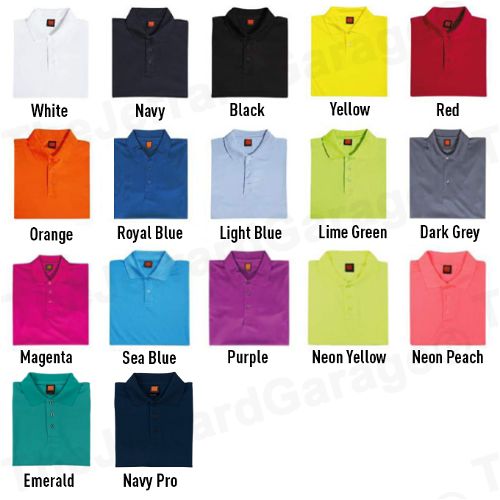 White Navy Black Yellow Red
Orange Royal Blue Light Blue Lime Green Dark Grey
Magenta Sea Blue Purple Neon Yellow Neon Peach
Emerald Navy Pro